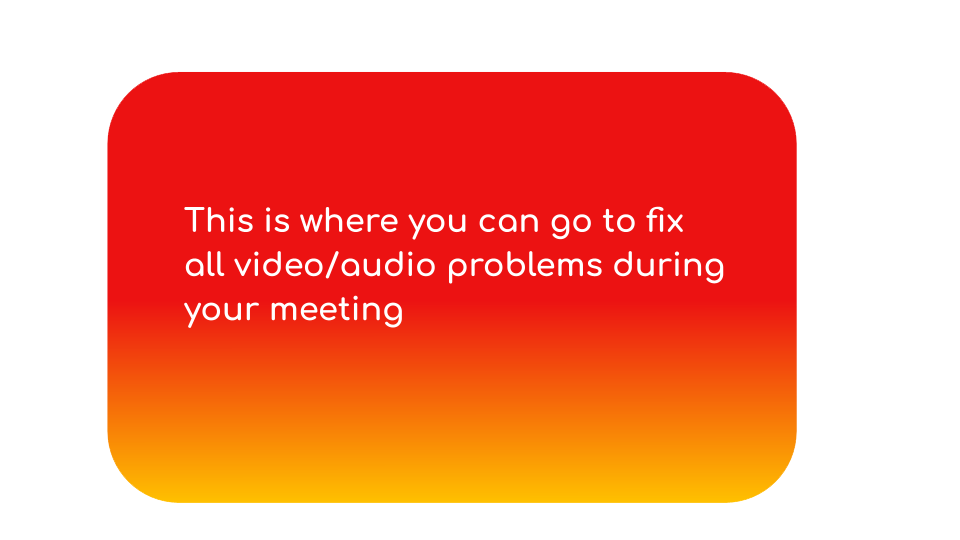 This is where you can go to fix
all video/audio problems during
your meeting